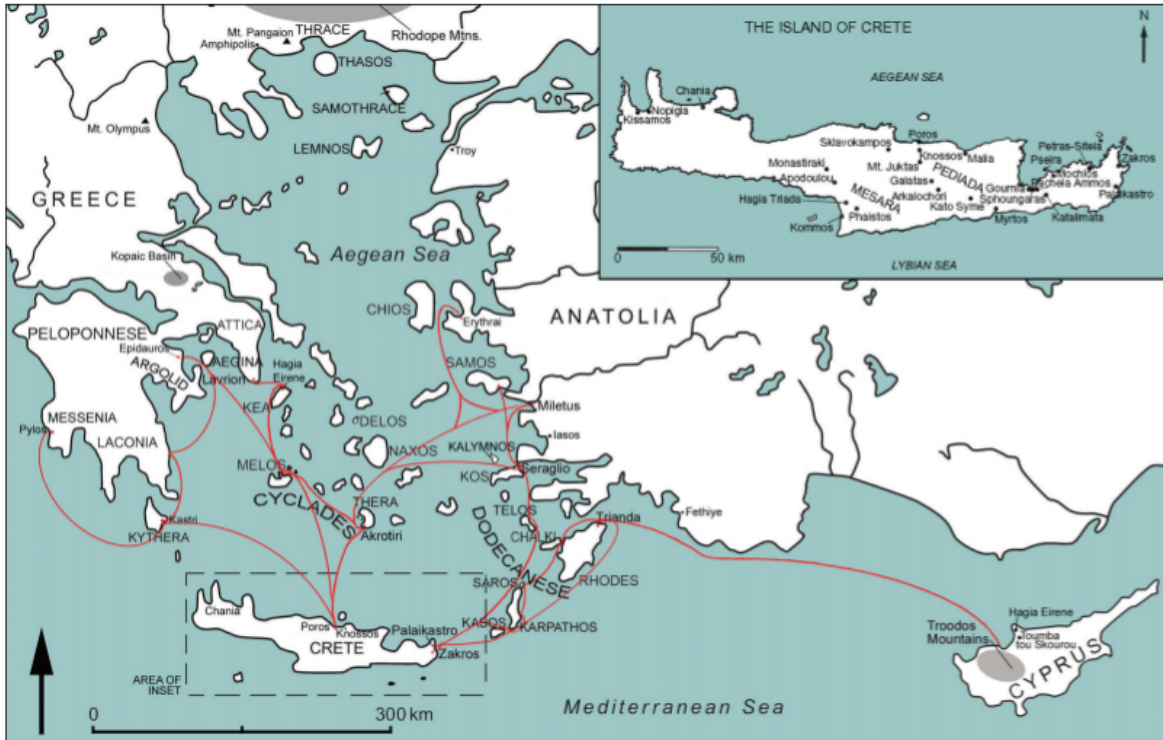 THRACE
Mt. Pangaion
Amphipolis
Rhodope Mtns.
THASOS
SAMOTHRACE
Mt. Olympus
LEMNOS
Troy
GREECE
Aegean Sea
Kopaic Basin
CHIOS
Erythrai
ANATOLIA
PELOPONNESE
ATTICA
Epidauros
AEGINA
Hagia
Eirene
ARGOLID
Lavrion
SAMOS
KEA
Miletus
MESSENIA
DELOS
Pylos
Iasos
LACONIA
NAXOS
KALYMNOS
MELOS
Seraglio
KOS
CYCLADES
THERA
TELOS
Fethiye
Kastri
Trianda
KYTHERA
Akrotiri
CHALKI
DODECANESE
RHODES
SAROS
Chania
Poros
Knossos
Palaikastro
KASOS
KARPATHOS
CRETE
Zakros
AREA OF
INSET
Hagia Eirene
Troodos
Mountains
Toumba
tou Skourou
CYPRUS
0
300 km
Mediterranean Sea
THE ISLAND OF CRETE
N
AEGEAN SEA
Chania
Nopigia
Kissamos
Poros
Sklavokampos
Petras-Siteia
Knossos
Malia
Pseira
Zakros
Monastiraki
Mt. Juktas
PEDIADA
Mochlos
Apodoulou
Galatas
Gournia
Pacheia Ammos
MESARA
Arkalochori
Sphoungaras
Palaikastro
Hagia Triada
Kato Syme
Phaistos
Kommos
Myrtos
Katalimata
0
50 km
LYBIAN SEA